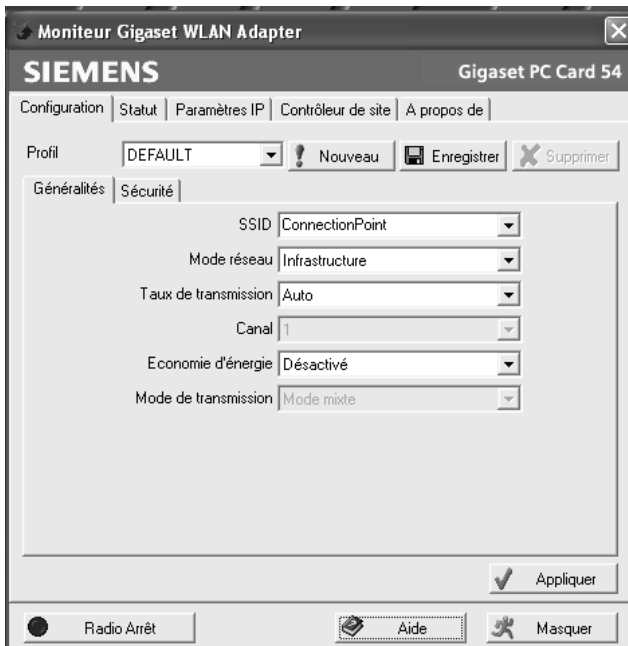 Moniteur Gigaset WLAN Adapter
SIEMENS Gigaset PC Card 54
Configuration Statut Paramètres IP Contrôleur de site A propos de
Profil DEFAULT Nouveau Enregistrer Supprimer
Généralités Sécurité
SSID ConnectionPoint
Mode réseau Infrastructure
Taux de transmission Auto
Canal 1
Economie d'énergie Désactivé
Mode de transmission Mode mixte
Appliquer
Radio Arrêt Aide Masquer